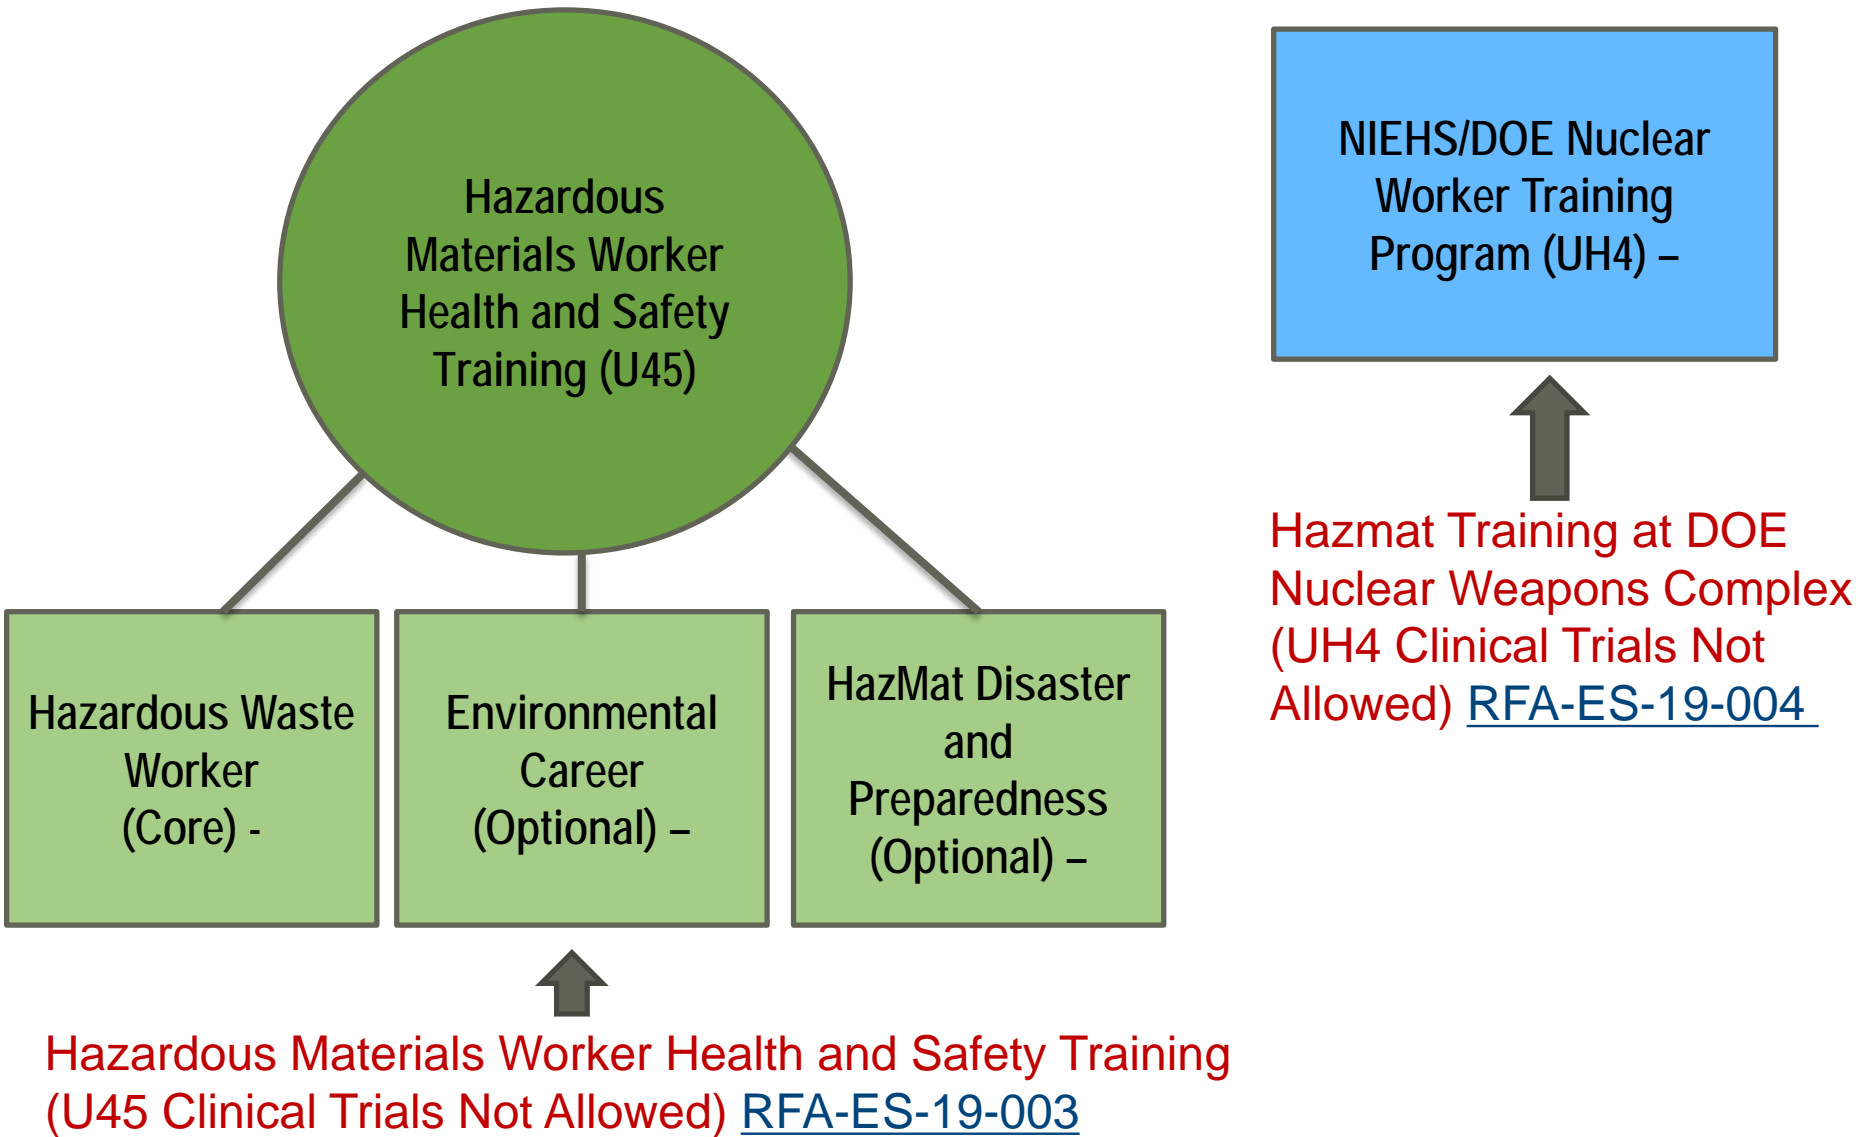 Hazardous
Materials Worker
Health and Safety
Training (U45)
Hazardous Waste
Worker
(Core) -
Environmental
Career
(Optional) –
HazMat Disaster
and
Preparedness
(Optional) –
Hazardous Materials Worker Health and Safety Training
(U45 Clinical Trials Not Allowed) RFA-ES-19-003
NIEHS/DOE Nuclear
Worker Training
Program (UH4) –
Hazmat Training at DOE
Nuclear Weapons Complex
(UH4 Clinical Trials Not
Allowed) RFA-ES-19-004